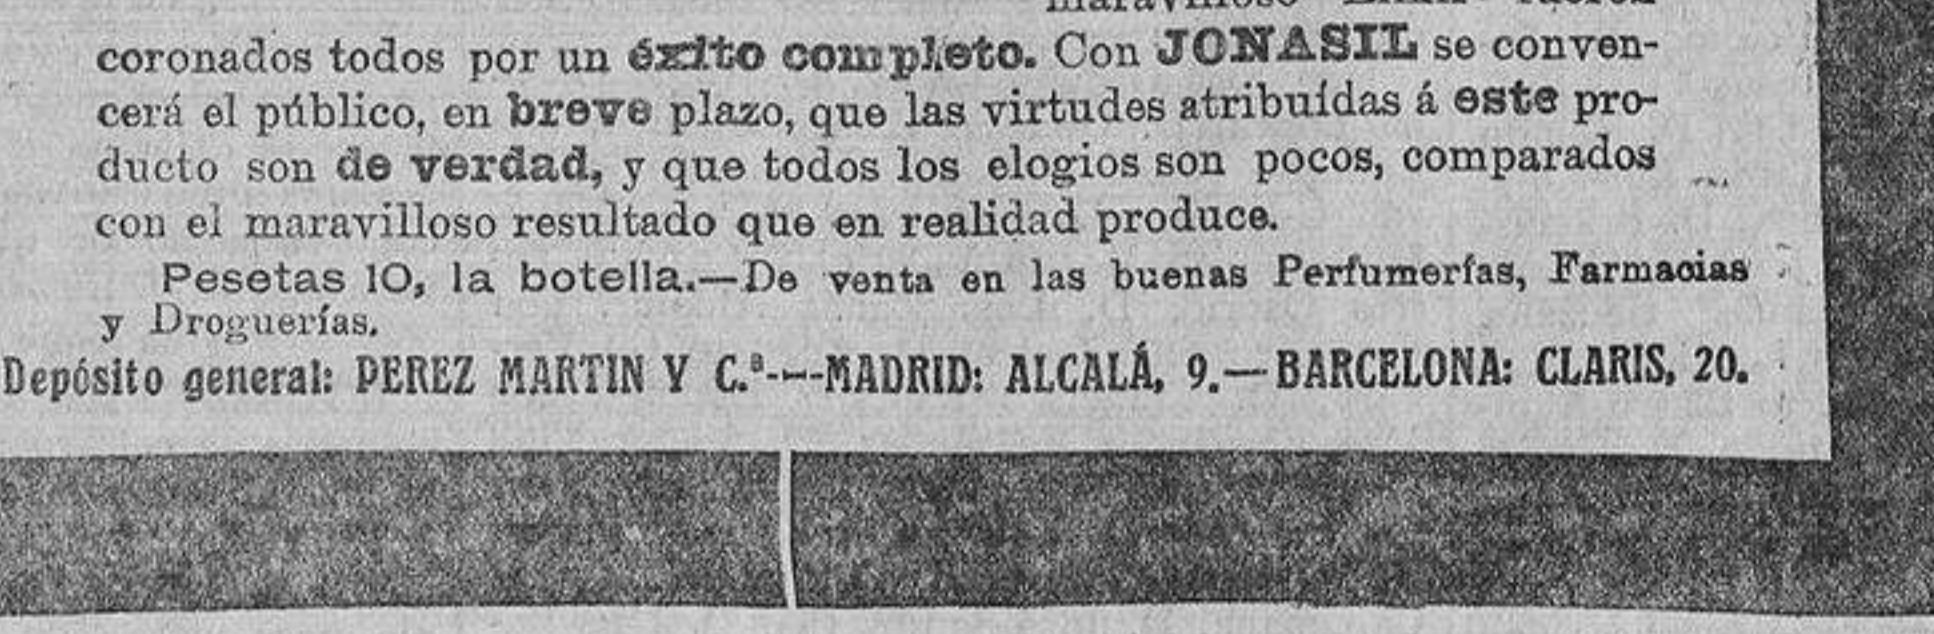 coronados todos por un éxito completo. Con JONASIL se conven-
cerá el público, en breve plazo, que las virtudes atribuídas á este pro-
ducto son de verdad, y que todos los elogios son pocos, comparados
con el maravilloso resultado que en realidad produce.
Pesetas 10, la botella.—De venta en las buenas Perfumerías, Farmacias
y Droguerías.
Depósito general: PEREZ MARTIN Y C.ª---MADRID: ALCALÁ, 9.—BARCELONA: CLARIS, 20.